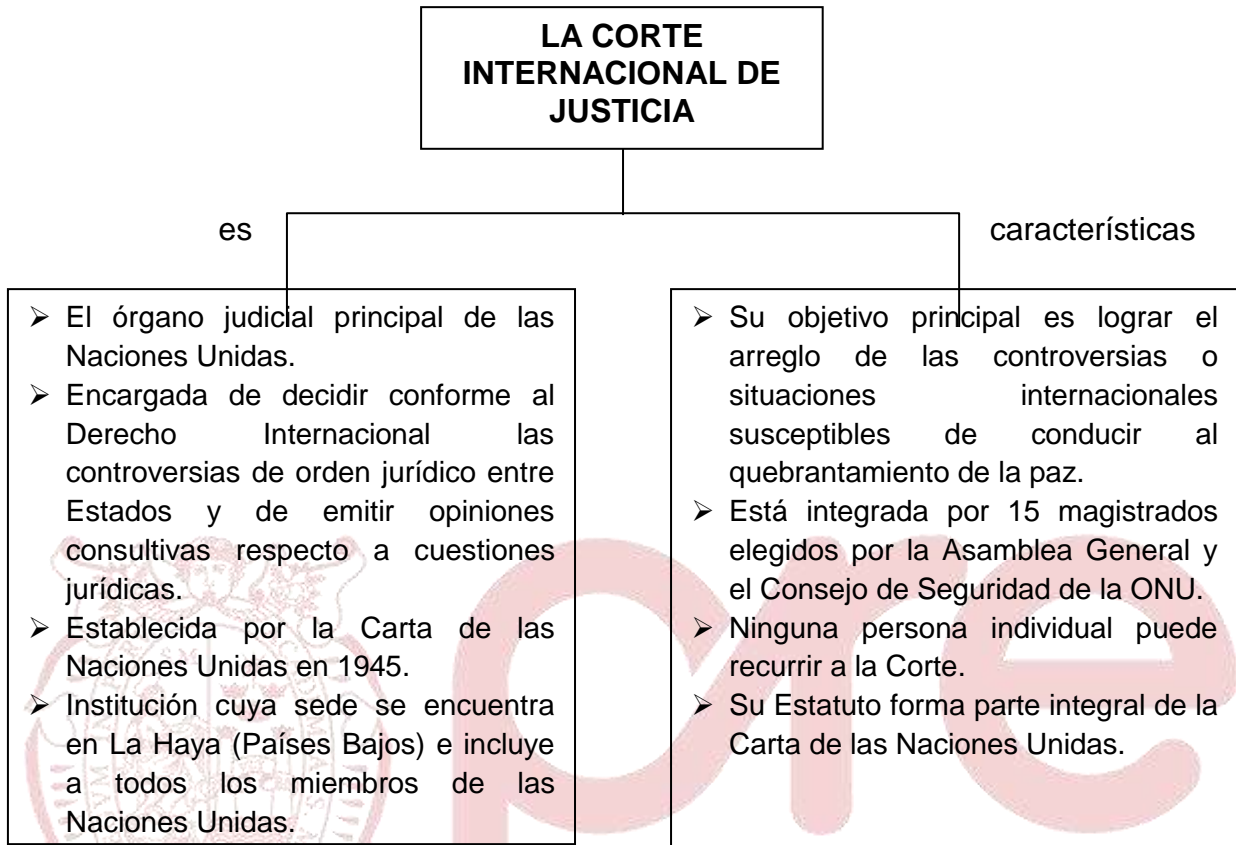 LA CORTE
INTERNACIONAL DE
JUSTICIA
es
características
➢ El órgano judicial principal de las
Naciones Unidas.
➢ Encargada de decidir conforme al
Derecho Internacional las
controversias de orden jurídico entre
Estados y de emitir opiniones
consultivas respecto a cuestiones
jurídicas.
➢ Establecida por la Carta de las
Naciones Unidas en 1945.
➢ Institución cuya sede se encuentra
en La Haya (Países Bajos) e incluye
a todos los miembros de las
Naciones Unidas.
➢ Su objetivo principal es lograr el
arreglo de las controversias o
situaciones internacionales
susceptibles de conducir al
quebrantamiento de la paz.
➢ Está integrada por 15 magistrados
elegidos por la Asamblea General y
el Consejo de Seguridad de la ONU.
➢ Ninguna persona individual puede
recurrir a la Corte.
➢ Su Estatuto forma parte integral de la
Carta de las Naciones Unidas.
pre